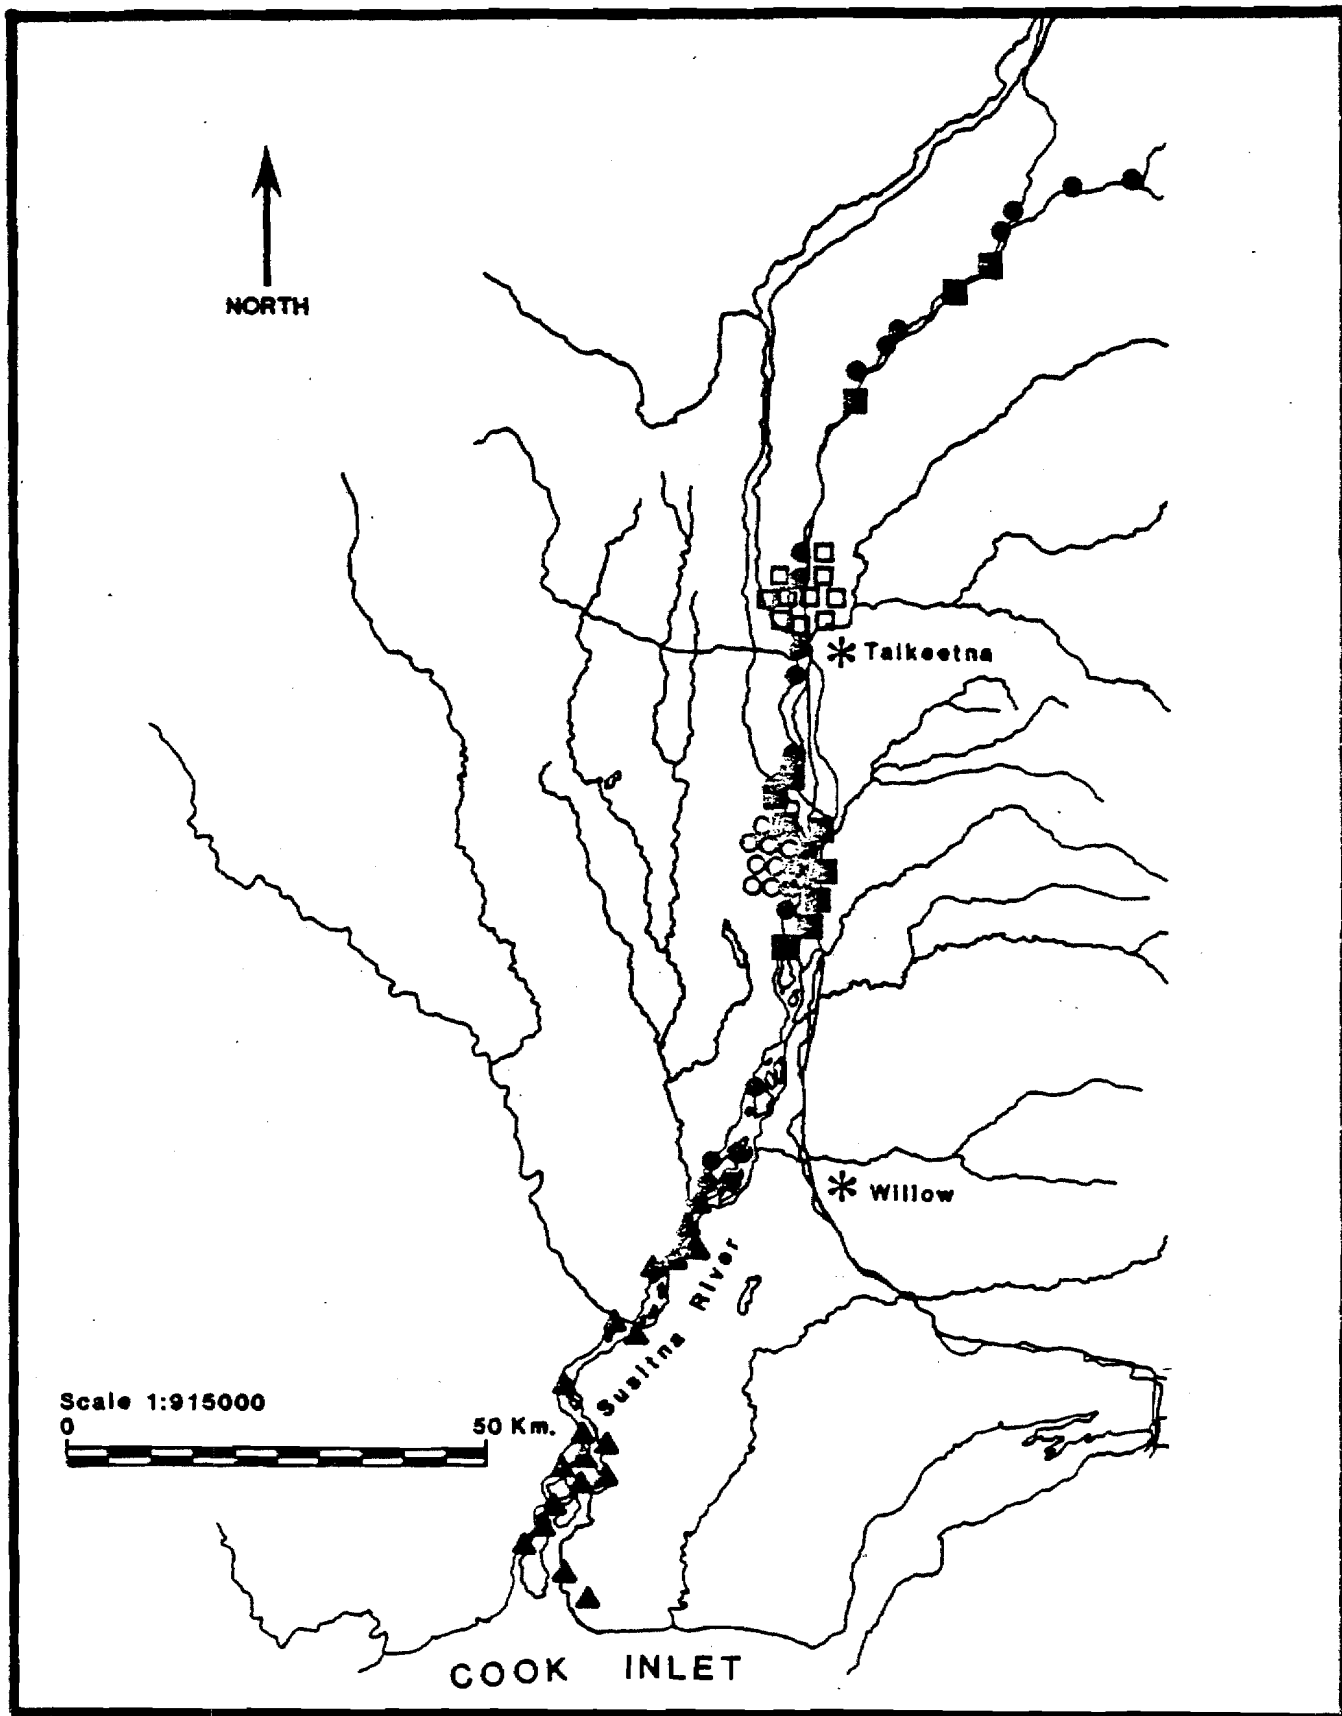 NORTH
Talkeetna
Willow
Susitna River
Scale 1:915000
0 50 Km.
COOK INLET